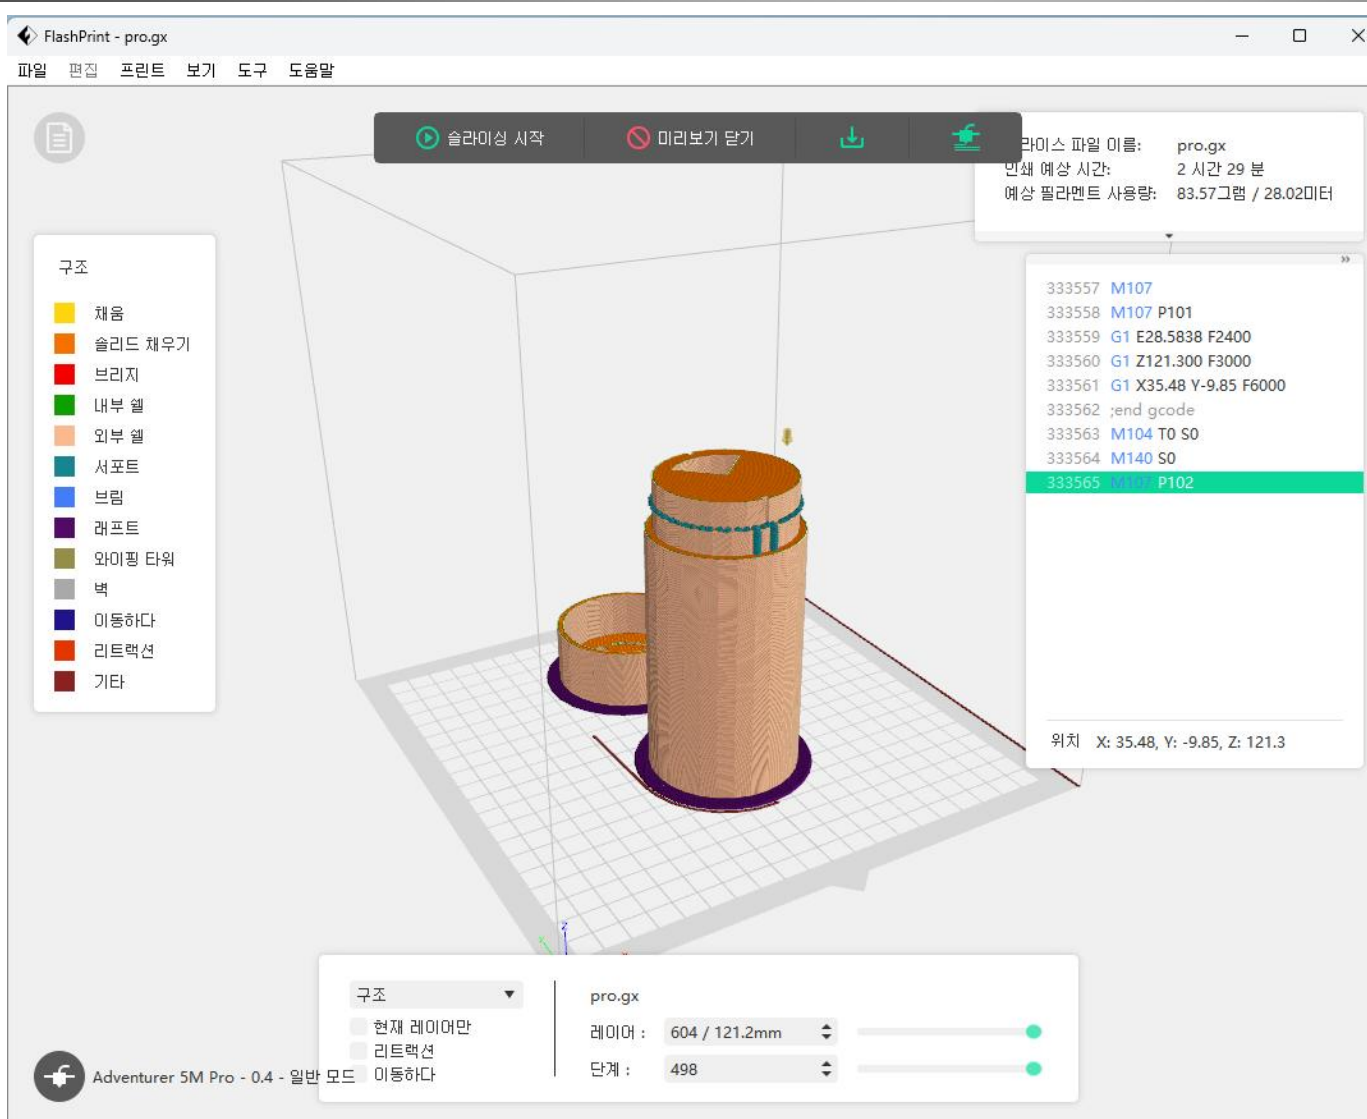 FlashPrint - pro.gx
파일 편집 프린트 보기 도구 도움말
슬라이싱 시작 미리보기 닫기
라이스 파일 이름: pro.gx
인쇄 예상 시간: 2 시간 29 분
예상 필라멘트 사용량: 83.57그램 / 28.02미터
구조
채움
솔리드 채우기
브리지
내부 쉘
외부 쉘
서포트
브림
래프트
와이핑 타워
벽
이동하다
리트랙션
기타
333557 M107
333558 M107 P101
333559 G1 E28.5838 F2400
333560 G1 Z121.300 F3000
333561 G1 X35.48 Y-9.85 F6000
333562 ;end gcode
333563 M104 T0 S0
333564 M140 S0
333565 M107 P102
위치 X: 35.48, Y: -9.85, Z: 121.3
z
구조
현재 레이어만
리트랙션
이동하다
pro.gx
레이어 : 604 / 121.2mm
단계 : 498
Adventurer 5M Pro - 0.4 - 일반 모드